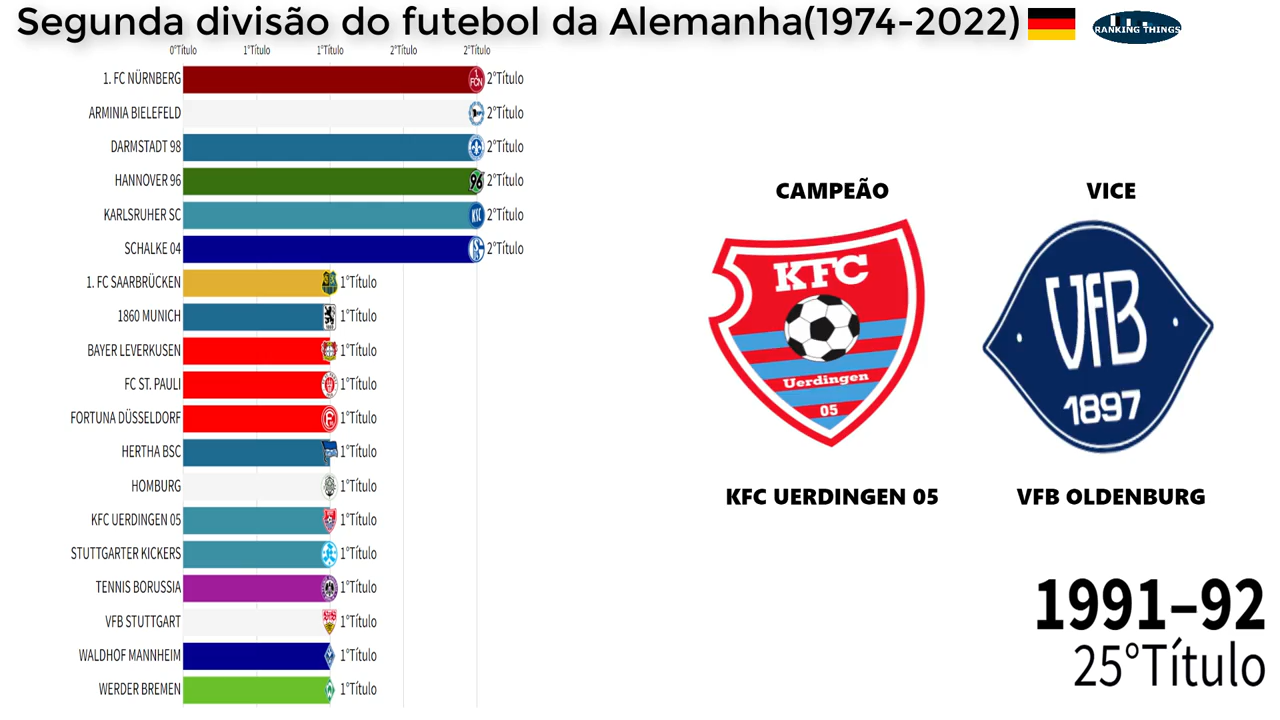 Segunda divisão do futebol da Alemanha(1974-2022)
RANKING THINGS
0°Título 1°Título 1°Título 2°Título 2°Título
1. FC NÜRNBERG 2°Título
ARMINIA BIELEFELD 2°Título
DARMSTADT 98 2°Título
HANNOVER 96 96 2°Título
KARLSRUHER SC KSC 2°Título
SCHALKE 04 2°Título
1. FC SAARBRÜCKEN 1°Título
1860 MUNICH 1°Título
BAYER LEVERKUSEN 1°Título
FC ST. PAULI 1°Título
FORTUNA DÜSSELDORF 1°Título
HERTHA BSC 1°Título
HOMBURG 1°Título
KFC UERDINGEN 05 1°Título
STUTTGARTER KICKERS 1°Título
TENNIS BORUSSIA 1°Título
VFB STUTTGART 1°Título
WALDHOF MANNHEIM 1°Título
WERDER BREMEN 1°Título
CAMPEÃO
KFC
Uerdingen
05
KFC UERDINGEN 05
VICE
VfB
1897
VFB OLDENBURG
1991–92
25°Título